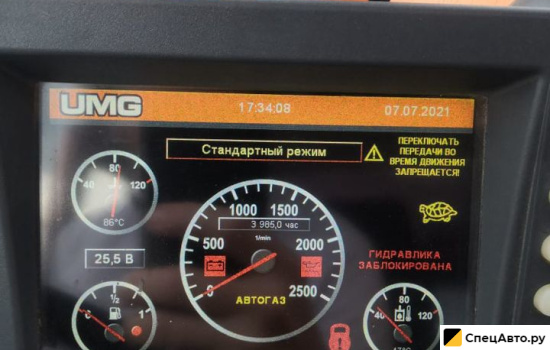 UMG
17:34:08
07.07.2021
Стандартный режим
ПЕРЕКЛЮЧАТЬ
ПЕРЕДАЧИ ВО
ВРЕМЯ ДВИЖЕНИЯ
ЗАПРЕЩАЕТСЯ!
40
80
120
86°C
25,5 В
0
500
1000
1500
2000
2500
3 985,0 час
1/min
АВТОГАЗ
ГИДРАВЛИКА
ЗАБЛОКИРОВАНА
½
1
40
80
120
СпецАвто.ру